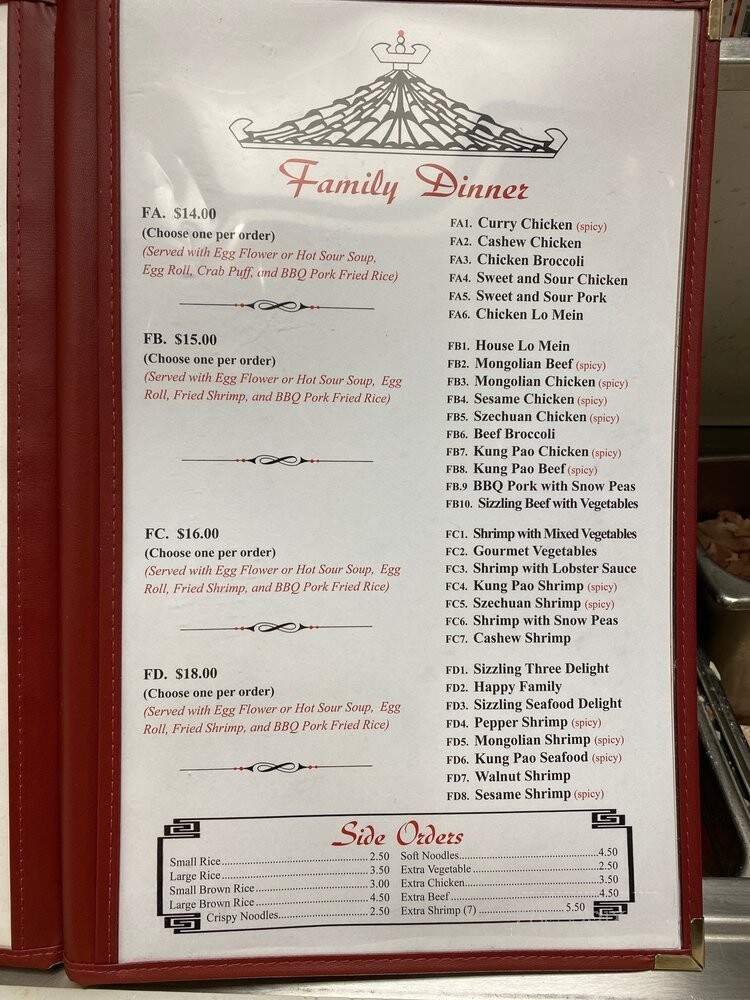 Family Dinner
FA. $14.00
(Choose one per order)
(Served with Egg Flower or Hot Sour Soup,
Egg Roll, Crab Puff, and BBQ Pork Fried Rice)
FA1. Curry Chicken (spicy)
FA2. Cashew Chicken
FA3. Chicken Broccoli
FA4. Sweet and Sour Chicken
FA5. Sweet and Sour Pork
FA6. Chicken Lo Mein
FB. $15.00
(Choose one per order)
(Served with Egg Flower or Hot Sour Soup, Egg
Roll, Fried Shrimp, and BBQ Pork Fried Rice)
FB1. House Lo Mein
FB2. Mongolian Beef (spicy)
FB3. Mongolian Chicken (spicy)
FB4. Sesame Chicken (spicy)
FB5. Szechuan Chicken (spicy)
FB6. Beef Broccoli
FB7. Kung Pao Chicken (spicy)
FB8. Kung Pao Beef (spicy)
FB.9 BBQ Pork with Snow Peas
FB10. Sizzling Beef with Vegetables
FC. $16.00
(Choose one per order)
(Served with Egg Flower or Hot Sour Soup, Egg
Roll, Fried Shrimp, and BBQ Pork Fried Rice)
FC1. Shrimp with Mixed Vegetables
FC2. Gourmet Vegetables
FC3. Shrimp with Lobster Sauce
FC4. Kung Pao Shrimp (spicy)
FC5. Szechuan Shrimp (spicy)
FC6. Shrimp with Snow Peas
FC7. Cashew Shrimp
FD. $18.00
(Choose one per order)
(Served with Egg Flower or Hot Sour Soup, Egg
Roll, Fried Shrimp, and BBQ Pork Fried Rice)
FD1. Sizzling Three Delight
FD2. Happy Family
FD3. Sizzling Seafood Delight
FD4. Pepper Shrimp (spicy)
FD5. Mongolian Shrimp (spicy)
FD6. Kung Pao Seafood (spicy)
FD7. Walnut Shrimp
FD8. Sesame Shrimp (spicy)
Side Orders
Small Rice 2.50
Large Rice 3.50
Small Brown Rice 3.00
Large Brown Rice 4.50
Crispy Noodles 2.50
Soft Noodles 4.50
Extra Vegetable 2.50
Extra Chicken 3.50
Extra Beef 4.50
Extra Shrimp (7) 5.50